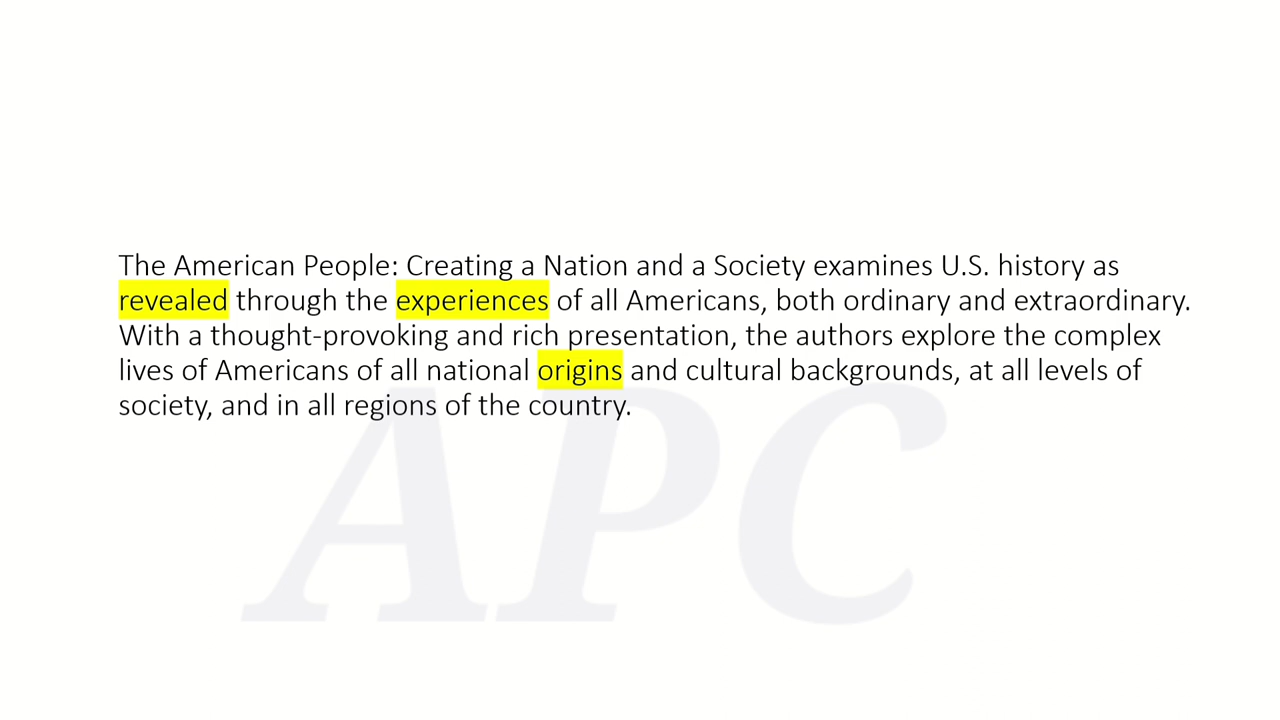 The American People: Creating a Nation and a Society examines U.S. history as
revealed through the experiences of all Americans, both ordinary and extraordinary.
With a thought-provoking and rich presentation, the authors explore the complex
lives of Americans of all national origins and cultural backgrounds, at all levels of
society, and in all regions of the country.
APC